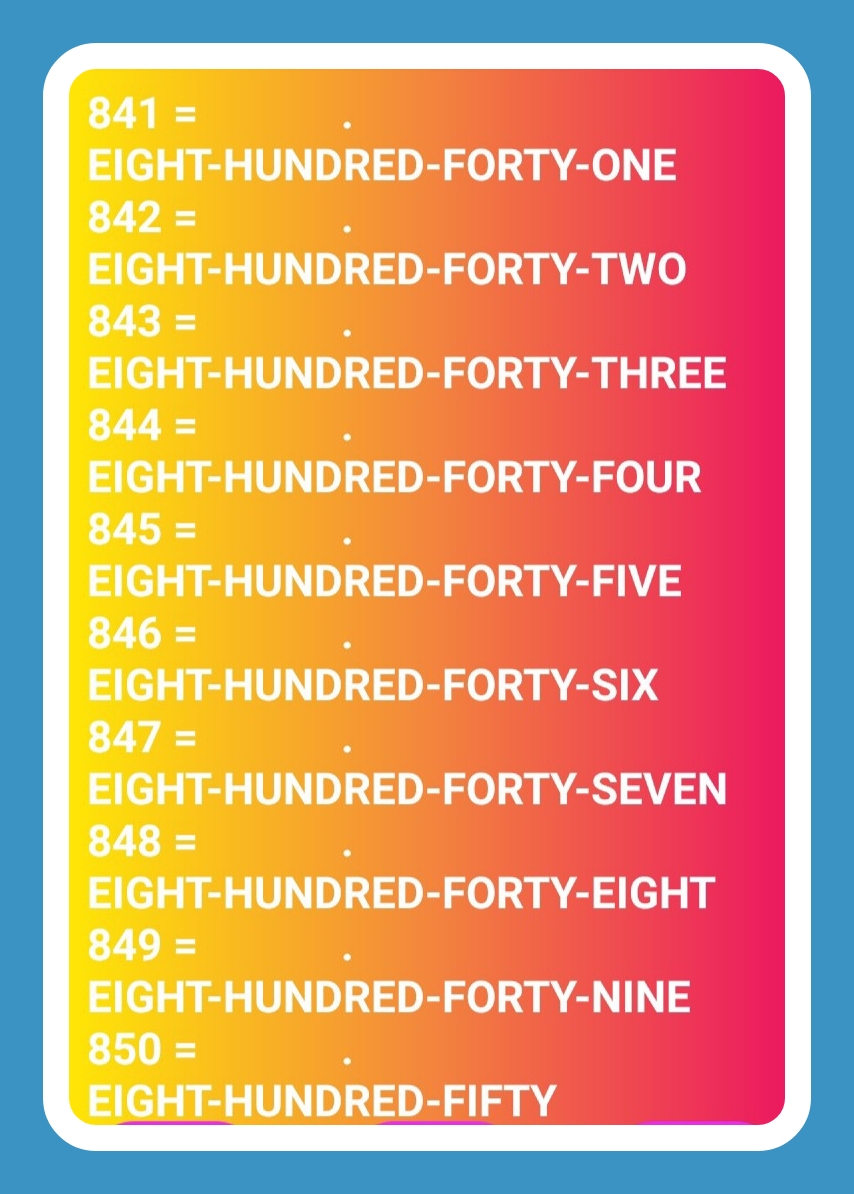 841 = .
EIGHT-HUNDRED-FORTY-ONE
842 = .
EIGHT-HUNDRED-FORTY-TWO
843 = .
EIGHT-HUNDRED-FORTY-THREE
844 = .
EIGHT-HUNDRED-FORTY-FOUR
845 = .
EIGHT-HUNDRED-FORTY-FIVE
846 = .
EIGHT-HUNDRED-FORTY-SIX
847 = .
EIGHT-HUNDRED-FORTY-SEVEN
848 = .
EIGHT-HUNDRED-FORTY-EIGHT
849 = .
EIGHT-HUNDRED-FORTY-NINE
850 = .
EIGHT-HUNDRED-FIFTY